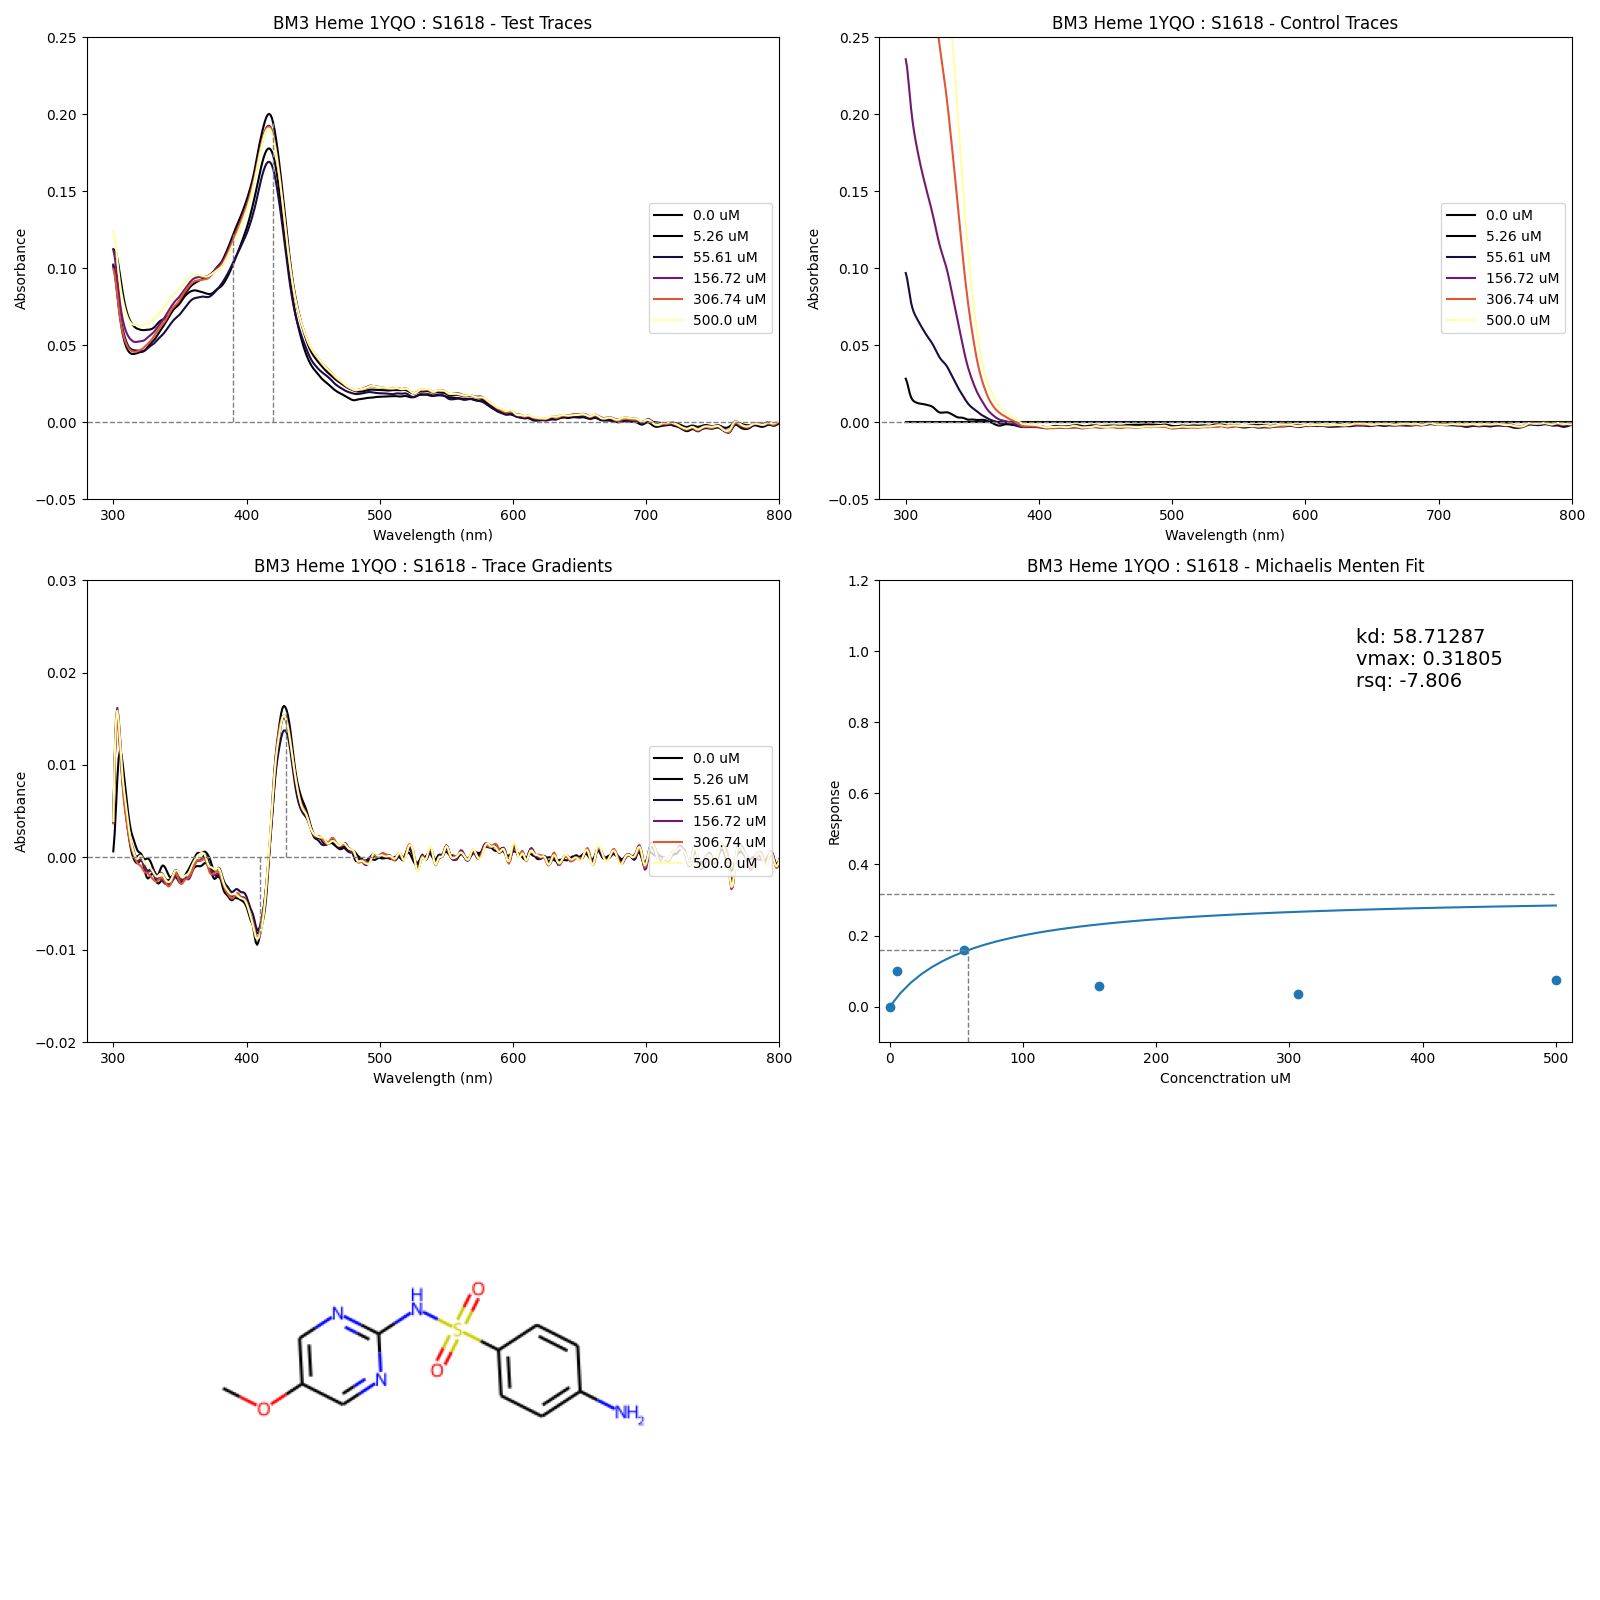 BM3 Heme 1YQO : S1618 - Test Traces
0.25
0.20
0.15
0.10
0.05
0.00
−0.05
Absorbance
300 400 500 600 700 800
Wavelength (nm)
0.0 uM
5.26 uM
55.61 uM
156.72 uM
306.74 uM
500.0 uM
BM3 Heme 1YQO : S1618 - Control Traces
0.25
0.20
0.15
0.10
0.05
0.00
−0.05
Absorbance
300 400 500 600 700 800
Wavelength (nm)
0.0 uM
5.26 uM
55.61 uM
156.72 uM
306.74 uM
500.0 uM
BM3 Heme 1YQO : S1618 - Trace Gradients
0.03
0.02
0.01
0.00
−0.01
−0.02
Absorbance
300 400 500 600 700 800
Wavelength (nm)
0.0 uM
5.26 uM
55.61 uM
156.72 uM
306.74 uM
500.0 uM
BM3 Heme 1YQO : S1618 - Michaelis Menten Fit
1.2
1.0
0.8
0.6
0.4
0.2
0.0
Response
kd: 58.71287
vmax: 0.31805
rsq: -7.806
0 100 200 300 400 500
Concenctration uM
H
N
N
O
S
O
N
O
NH2